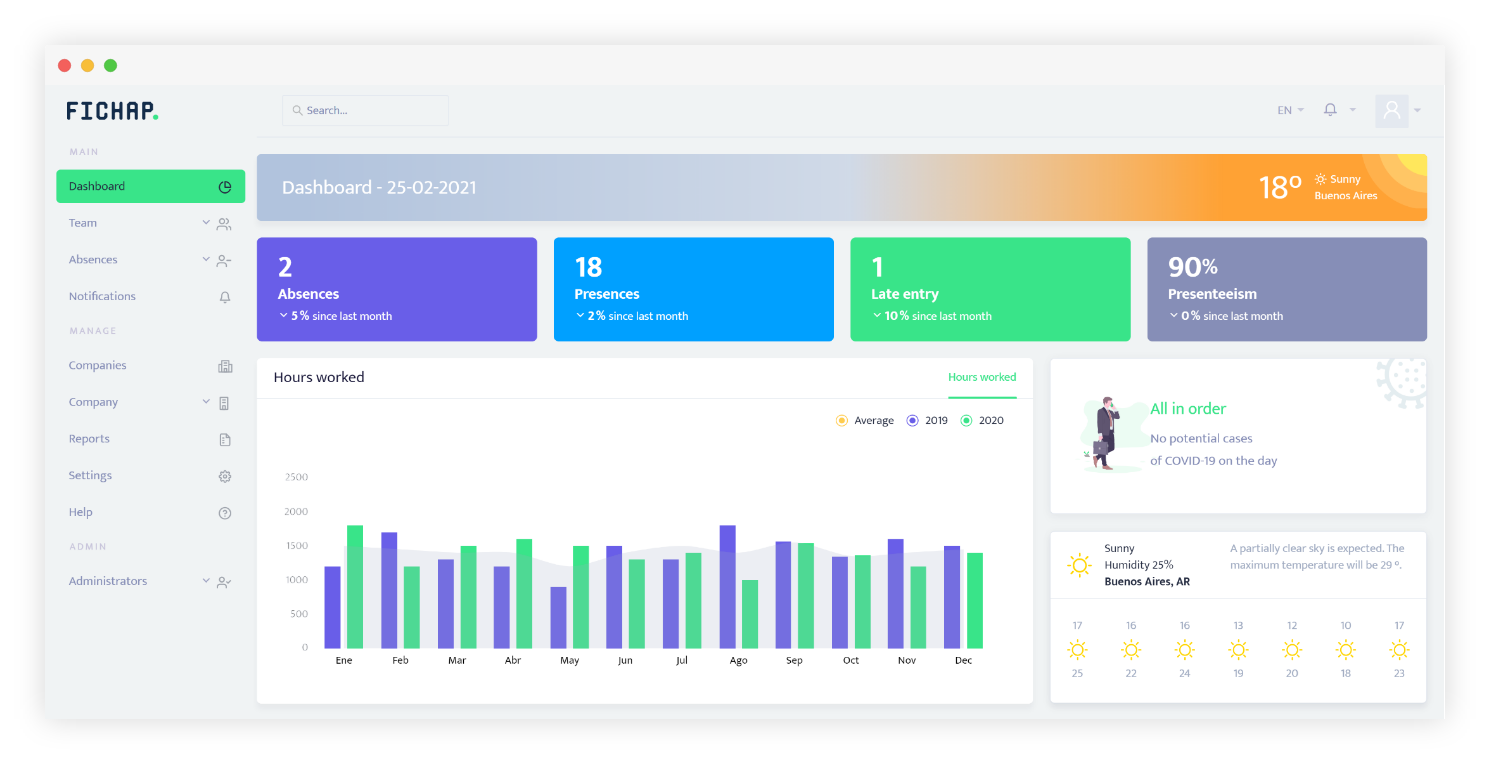 FICHAP.
Search...
EN
MAIN
Dashboard
Team
Absences
Notifications
MANAGE
Companies
Company
Reports
Settings
Help
ADMIN
Administrators
Dashboard - 25-02-2021
18º
Sunny
Buenos Aires
2
Absences
5% since last month
18
Presences
2% since last month
1
Late entry
10% since last month
90%
Presenteeism
0% since last month
Hours worked
Hours worked
Average 2019 2020
2500
2000
1500
1000
500
0
Ene Feb Mar Abr May Jun Jul Ago Sep Oct Nov Dec
All in order
No potential cases
of COVID-19 on the day
Sunny
Humidity 25%
Buenos Aires, AR
A partially clear sky is expected. The
maximum temperature will be 29 º.
17 16 16 13 12 10 17
25 22 24 19 20 18 23